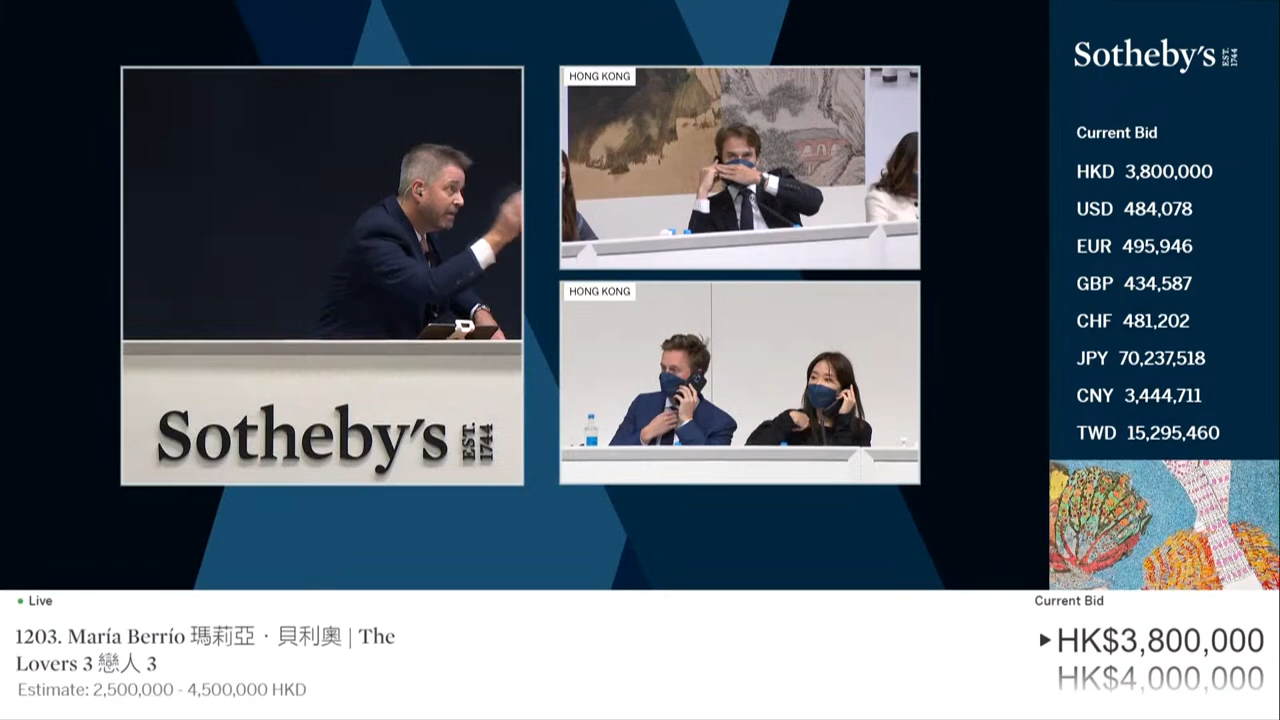 HONG KONG
HONG KONG
Sotheby's EST. 1744
Sotheby's EST. 1744
Current Bid
HKD 3,800,000
USD 484,078
EUR 495,946
GBP 434,587
CHF 481,202
JPY 70,237,518
CNY 3,444,711
TWD 15,295,460
Live
1203. María Berrío 瑪莉亞·貝利奧 | The
Lovers 3 戀人 3
Estimate: 2,500,000 - 4,500,000 HKD
Current Bid
HK$3,800,000
HK$4,000,000